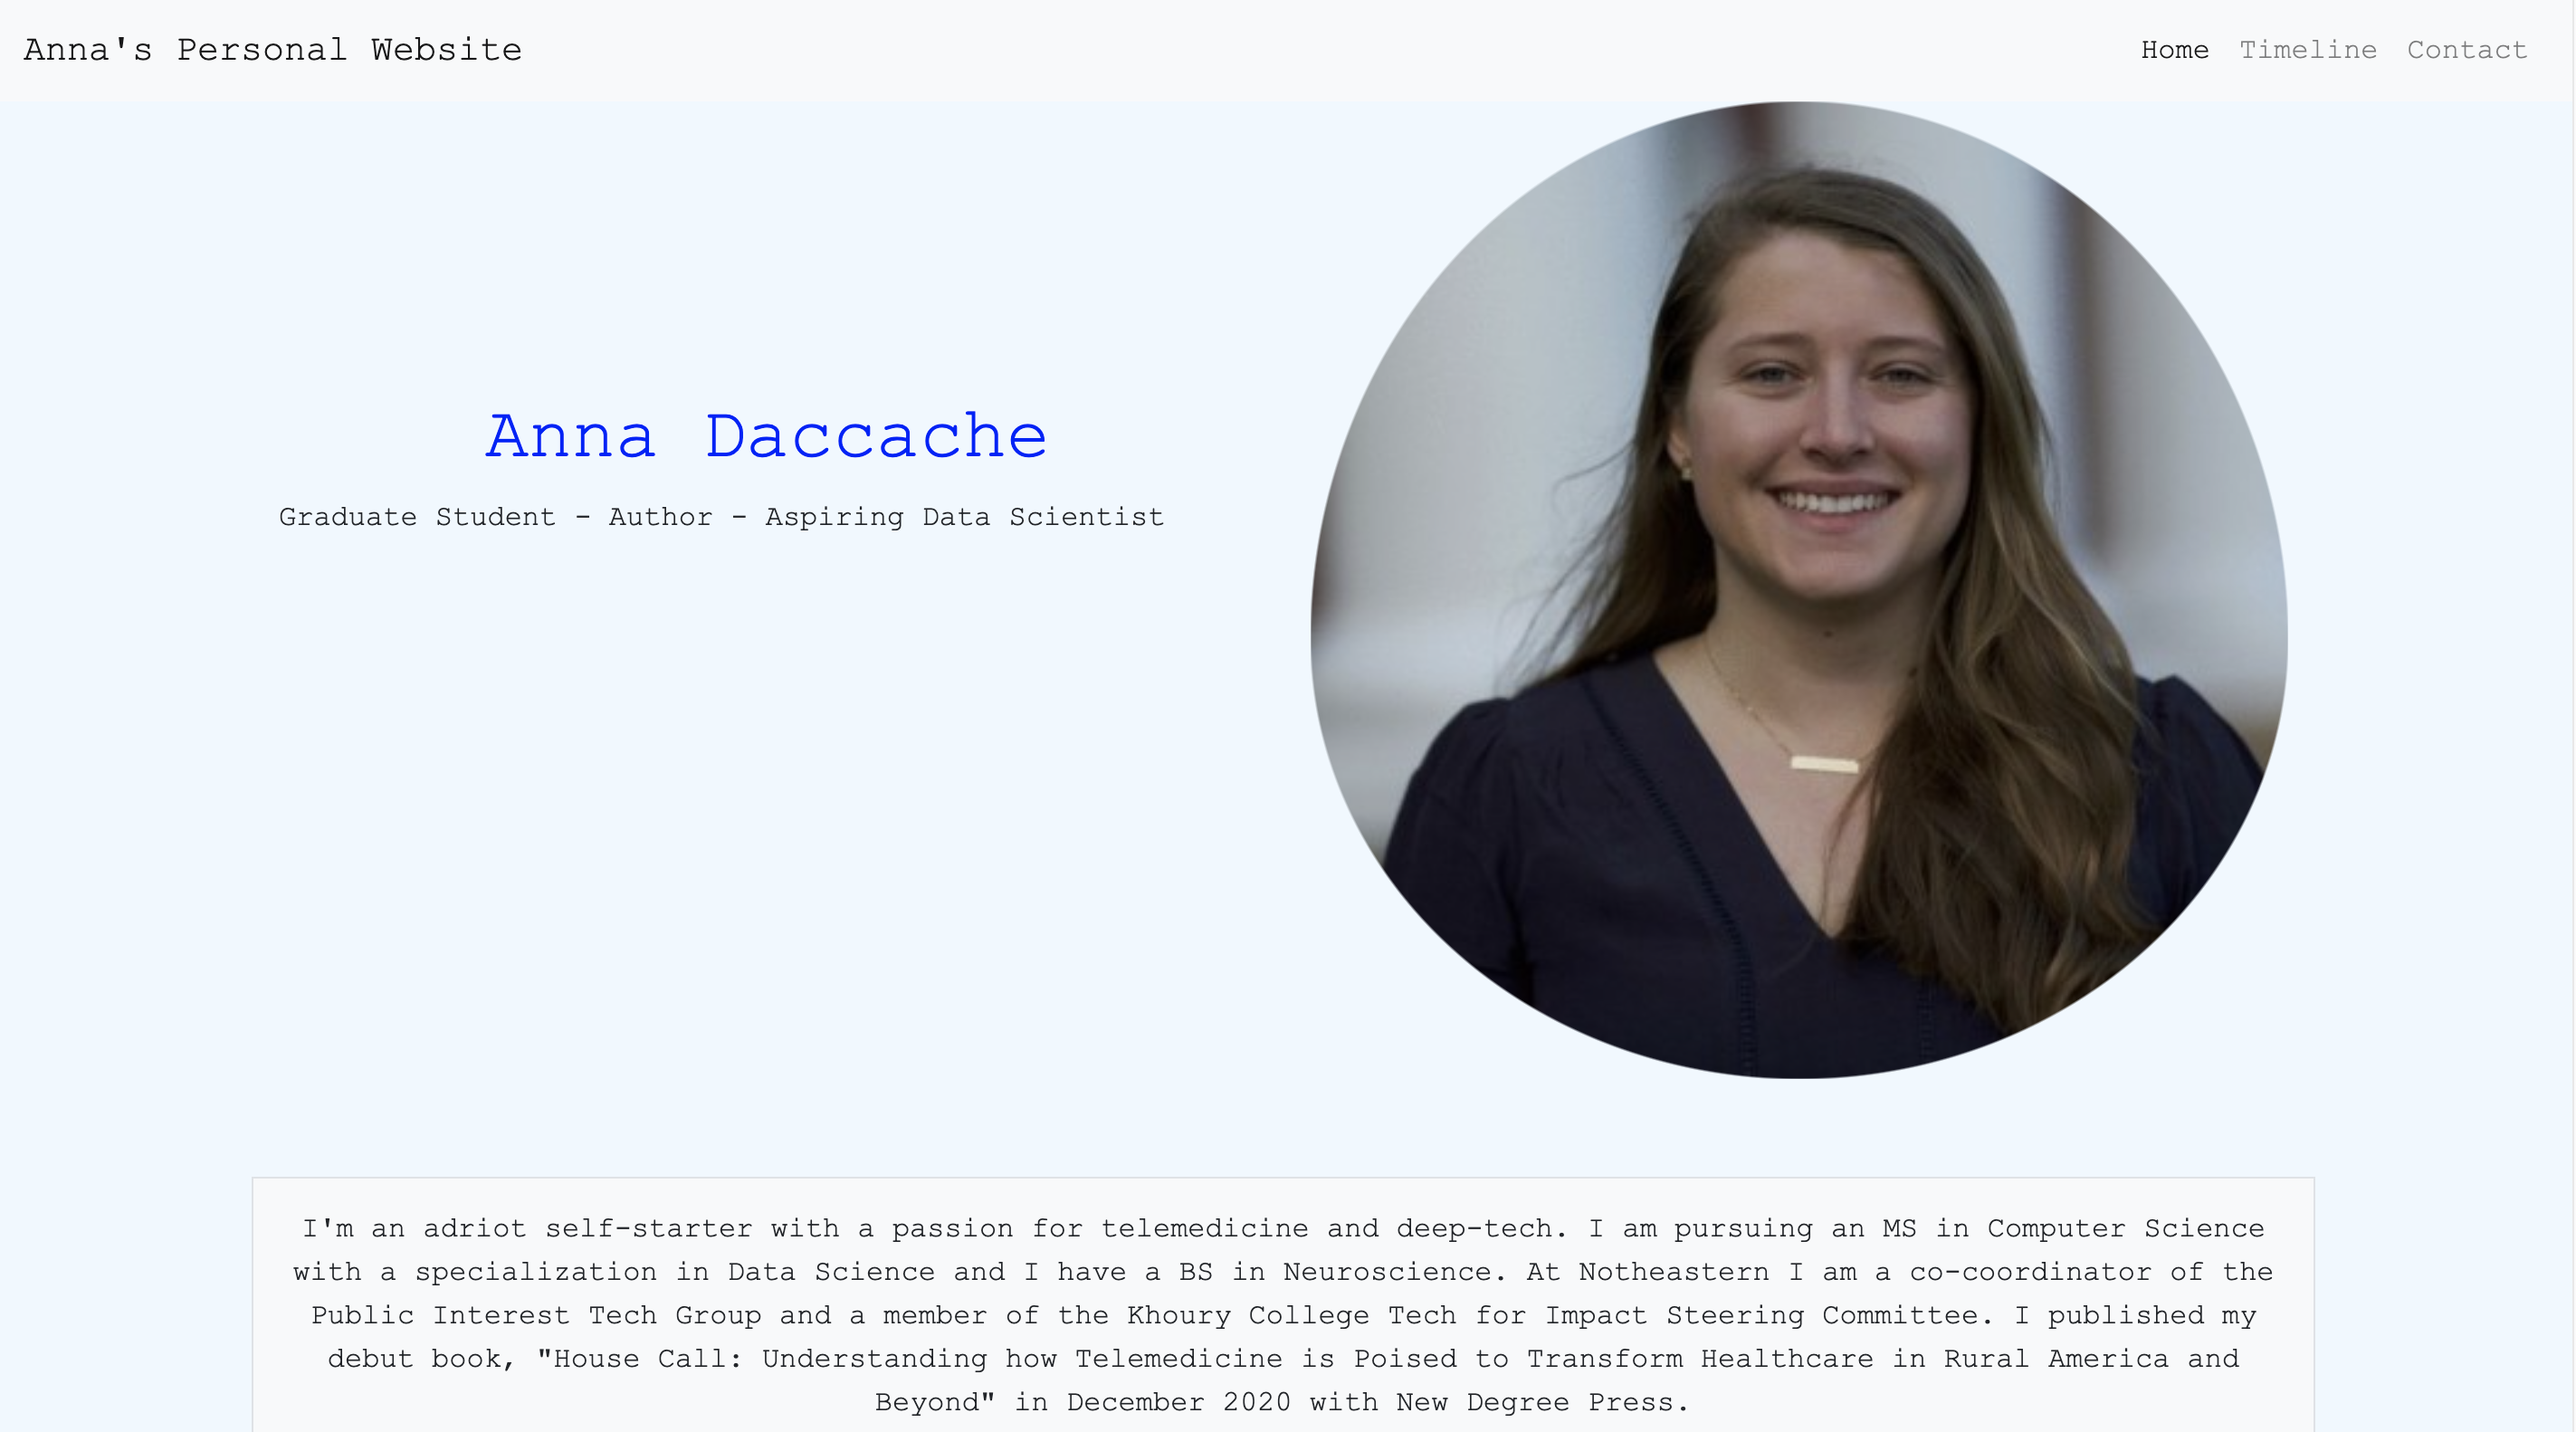 Anna's Personal Website
Home Timeline Contact
Anna Daccache
Graduate Student - Author - Aspiring Data Scientist
I'm an adriot self-starter with a passion for telemedicine and deep-tech. I am pursuing an MS in Computer Science
with a specialization in Data Science and I have a BS in Neuroscience. At Notheastern I am a co-coordinator of the
Public Interest Tech Group and a member of the Khoury College Tech for Impact Steering Committee. I published my
debut book, "House Call: Understanding how Telemedicine is Poised to Transform Healthcare in Rural America and
Beyond" in December 2020 with New Degree Press.